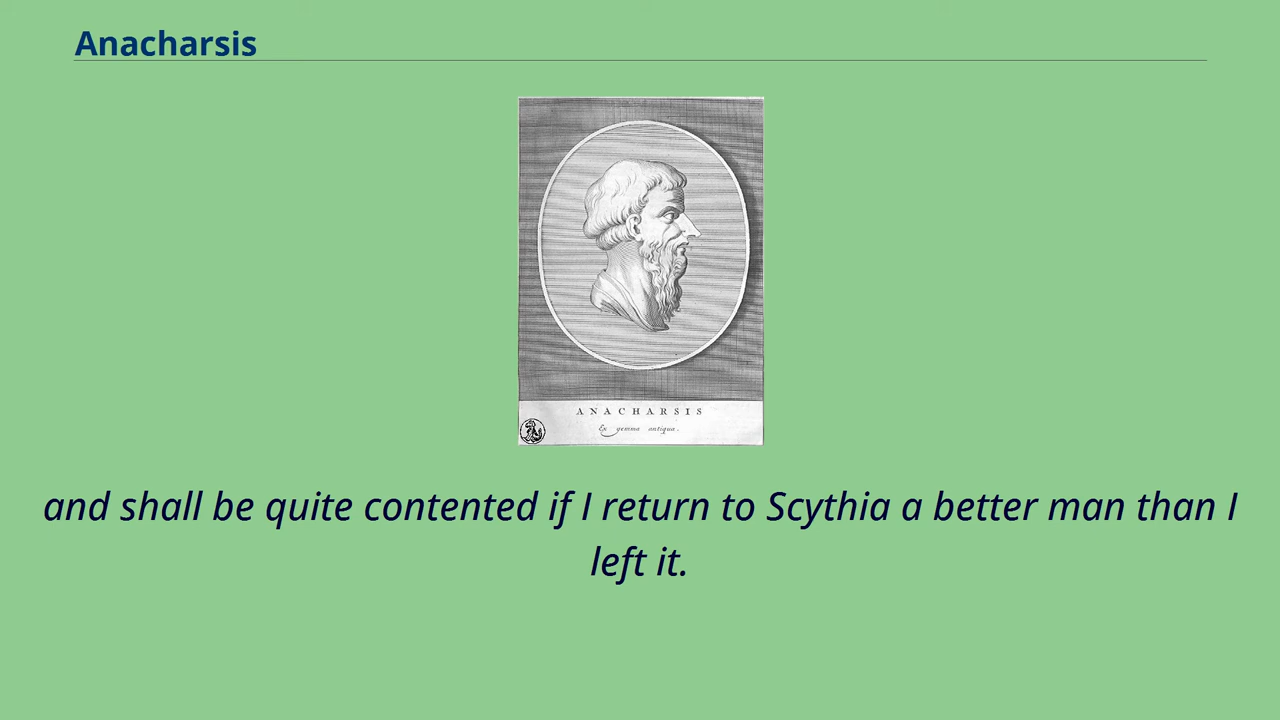 Anacharsis
ANACHARSIS
Ex gemma antiqua.
and shall be quite contented if I return to Scythia a better man than I
left it.